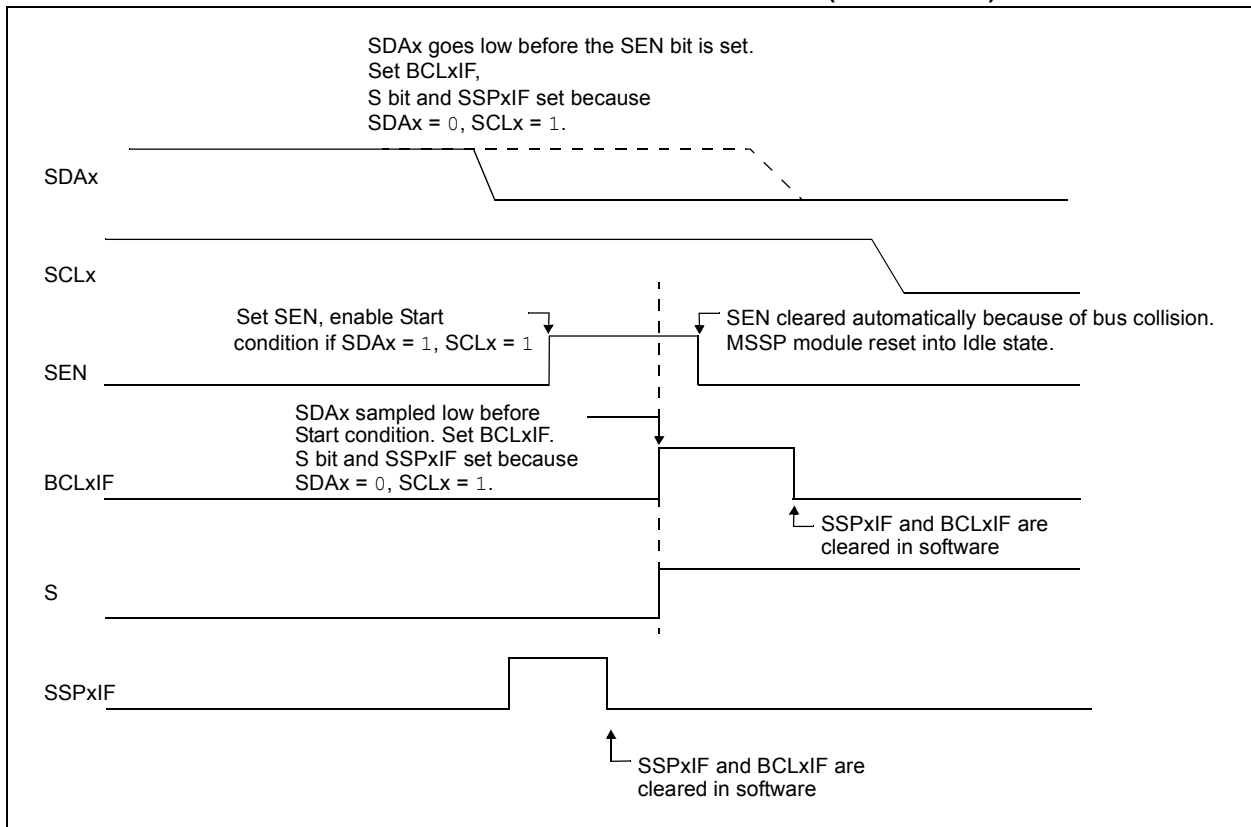 SDAx goes low before the SEN bit is set.
Set BCLxIF,
S bit and SSPxIF set because
SDAx = 0, SCLx = 1.
SDAx
SCLx
Set SEN, enable Start
condition if SDAx = 1, SCLx = 1
SEN cleared automatically because of bus collision.
MSSP module reset into Idle state.
SEN
SDAx sampled low before
Start condition. Set BCLxIF.
S bit and SSPxIF set because
SDAx = 0, SCLx = 1.
BCLxIF
SSPxIF and BCLxIF are
cleared in software
S
SSPxIF
SSPxIF and BCLxIF are
cleared in software